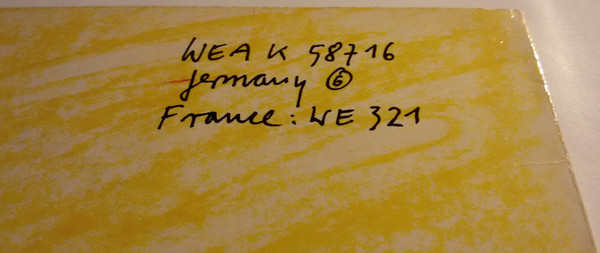 WEA K 58716
Germany ⑥
France: WE 321